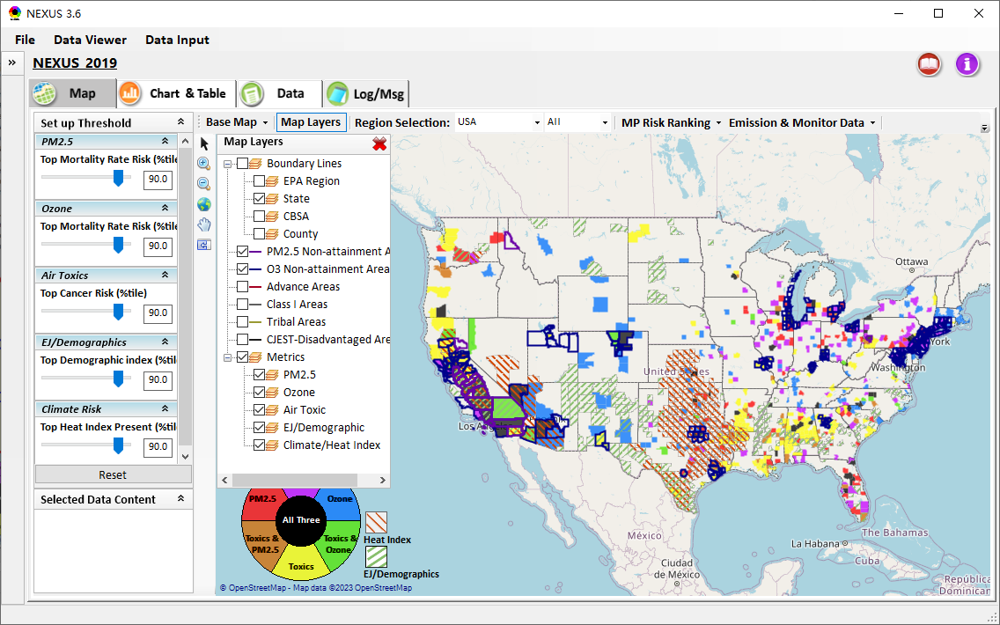 NEXUS 3.6
File Data Viewer Data Input
»
NEXUS 2019
Map Chart & Table Data Log/Msg
Set up Threshold
PM2.5
Top Mortality Rate Risk (%tile
90.0
Ozone
Top Mortality Rate Risk (%tile
90.0
Air Toxics
Top Cancer Risk (%tile)
90.0
EJ/Demographics
Top Demographic index (%tile
90.0
Climate Risk
Top Heat Index Present (%tile
90.0
Reset
Selected Data Content
Base Map Map Layers Region Selection: USA All MP Risk Ranking Emission & Monitor Data
Map Layers
Boundary Lines
EPA Region
State
CBSA
County
PM2.5 Non-attainment A
O3 Non-attainment Area
Advance Areas
Class I Areas
Tribal Areas
CJEST-Disadvantaged Are
Metrics
PM2.5
Ozone
Air Toxic
EJ/Demographic
Climate/Heat Index
PM2.5
Ozone
All Three
Toxics &
PM2.5
Toxics &
Ozone
Toxics
Heat Index
EJ/Demographics
© OpenStreetMap - Map data ©2023 OpenStreetMap
Ottawa
York
Washington
United States
Los Ang
México
Ciudad
de México
La Habana
The Bahamas
Cuba
República
Dominican